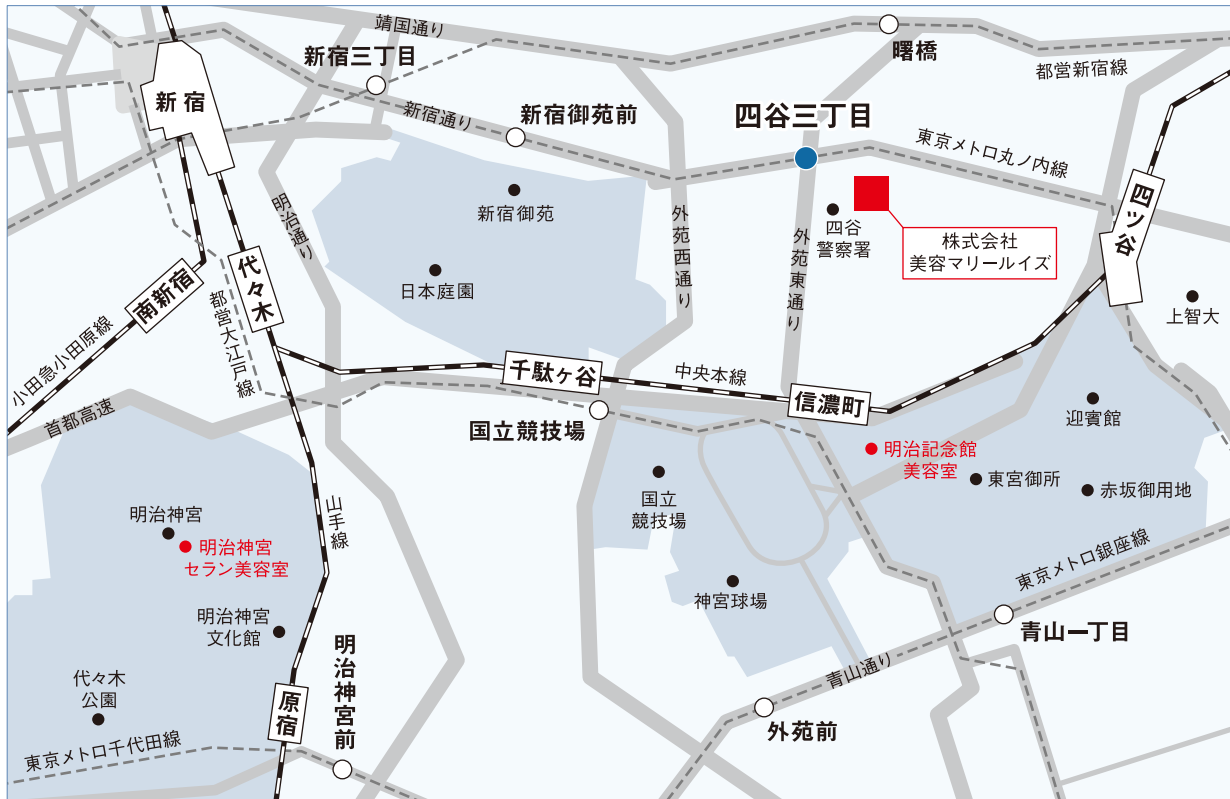 靖国通り
曙橋
新宿三丁目
都営新宿線
新宿
新宿通り
新宿御苑前
四谷三丁目
東京メトロ丸ノ内線
四ツ谷
新宿御苑
明治通り
外苑西通り
外苑東通り
四谷
警察署
株式会社
美容マリールイズ
代々木
日本庭園
南新宿
都営大江戸線
上智大
小田急小田原線
首都高速
千駄ヶ谷
中央本線
信濃町
国立競技場
迎賓館
明治記念館
美容室
東宮御所
赤坂御用地
国立
競技場
山手線
明治神宮
明治神宮
セラン美容室
東京メトロ銀座線
神宮球場
明治神宮
文化館
青山一丁目
明治神宮前
青山通り
代々木
公園
原宿
外苑前
東京メトロ千代田線